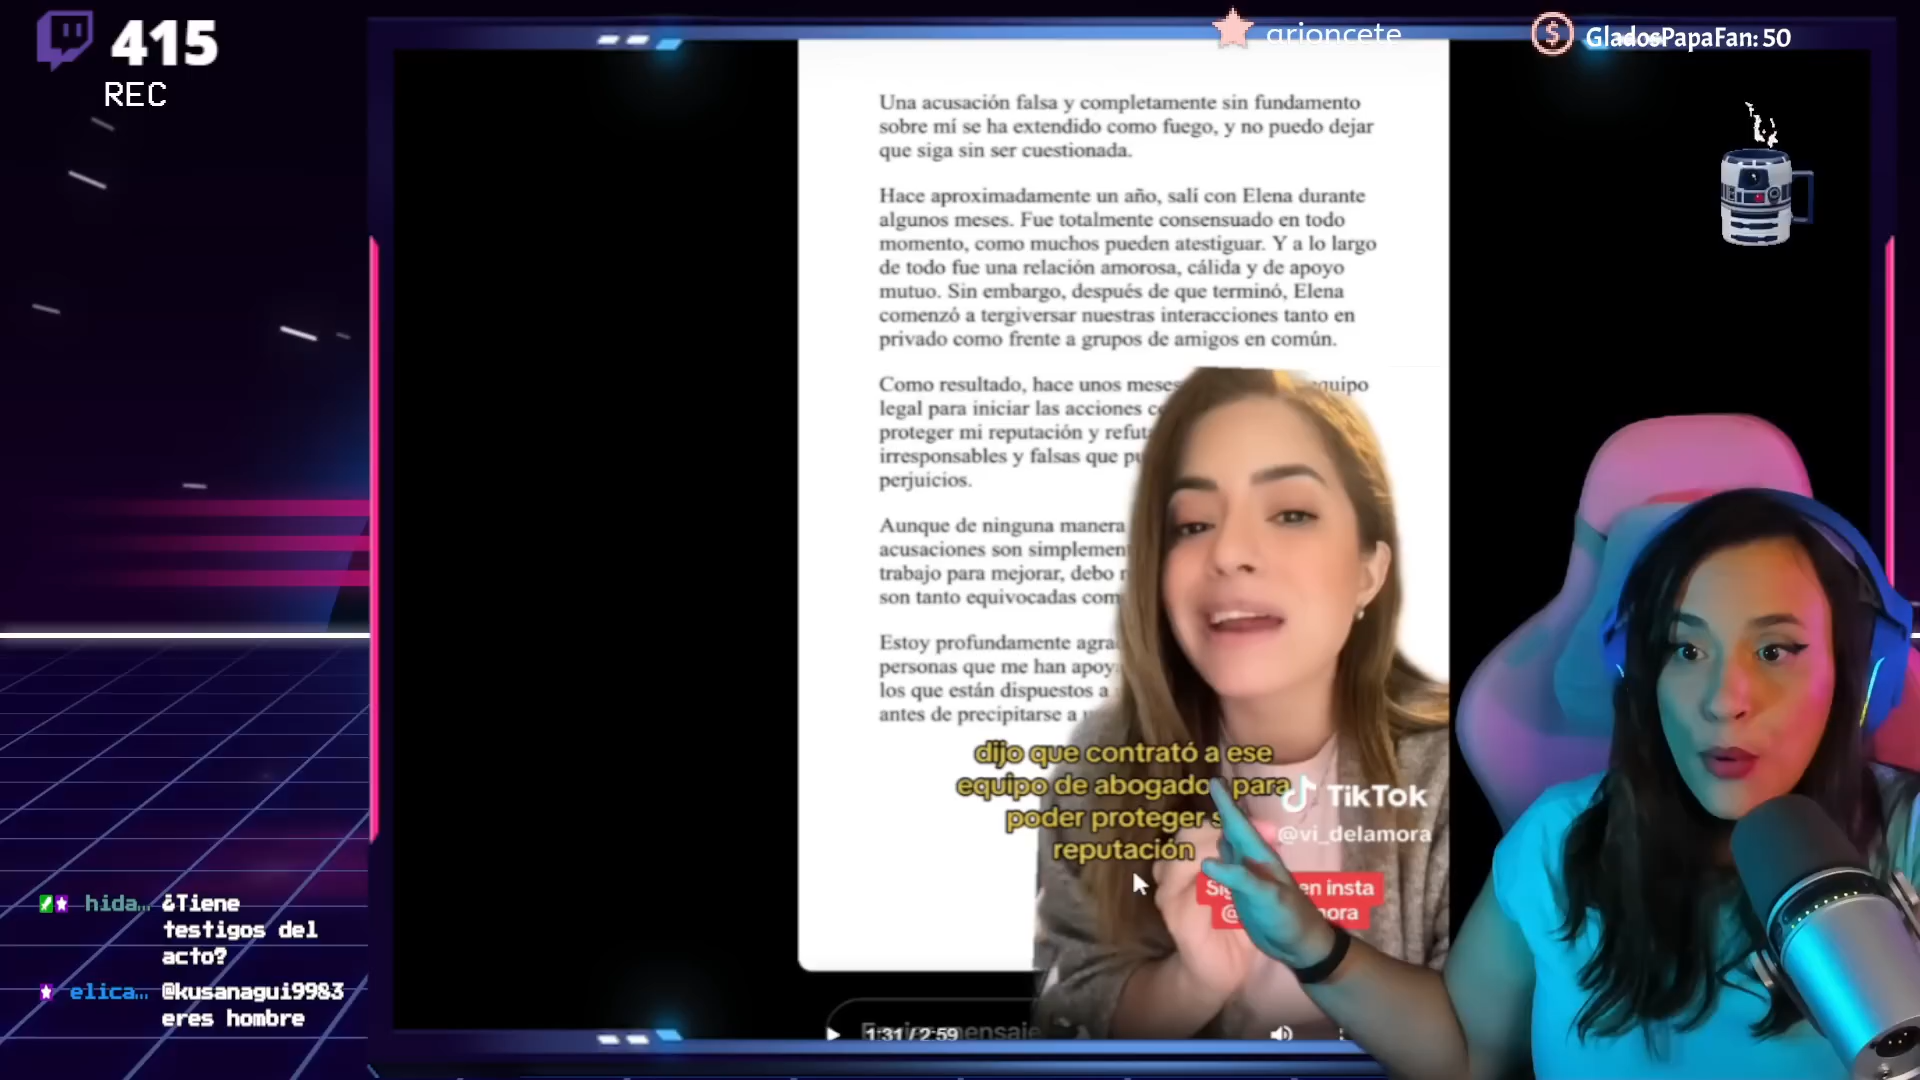 415
REC
arioncete
GladosPapaFan: 50
Una acusación falsa y completamente sin fundamento
sobre mí se ha extendido como fuego, y no puedo dejar
que siga sin ser cuestionada.
Hace aproximadamente un año, salí con Elena durante
algunos meses. Fue totalmente consensuado en todo
momento, como muchos pueden atestiguar. Y a lo largo
de todo fue una relación amorosa, cálida y de apoyo
mutuo. Sin embargo, después de que terminó, Elena
comenzó a tergiversar nuestras interacciones tanto en
privado como frente a grupos de amigos en común.
Como resultado, hace unos meses
legal para iniciar las acciones
proteger mi reputación y
irresponsables y falsas que
perjuicios.
Aunque de ninguna manera
acusaciones son
trabajo para mejorar, debo
son tanto equivocadas
Estoy profundamente
personas que me han
los que están dispuestos a
antes de precipitarse a
dijo que contrató a ese
equipo de abogados para
poder proteger
reputación
TikTok
@vi_delamora
en insta
1:31 / 2:59
hida... ¿Tiene
testigos del
acto?
elica... @kusanagui9983
eres hombre